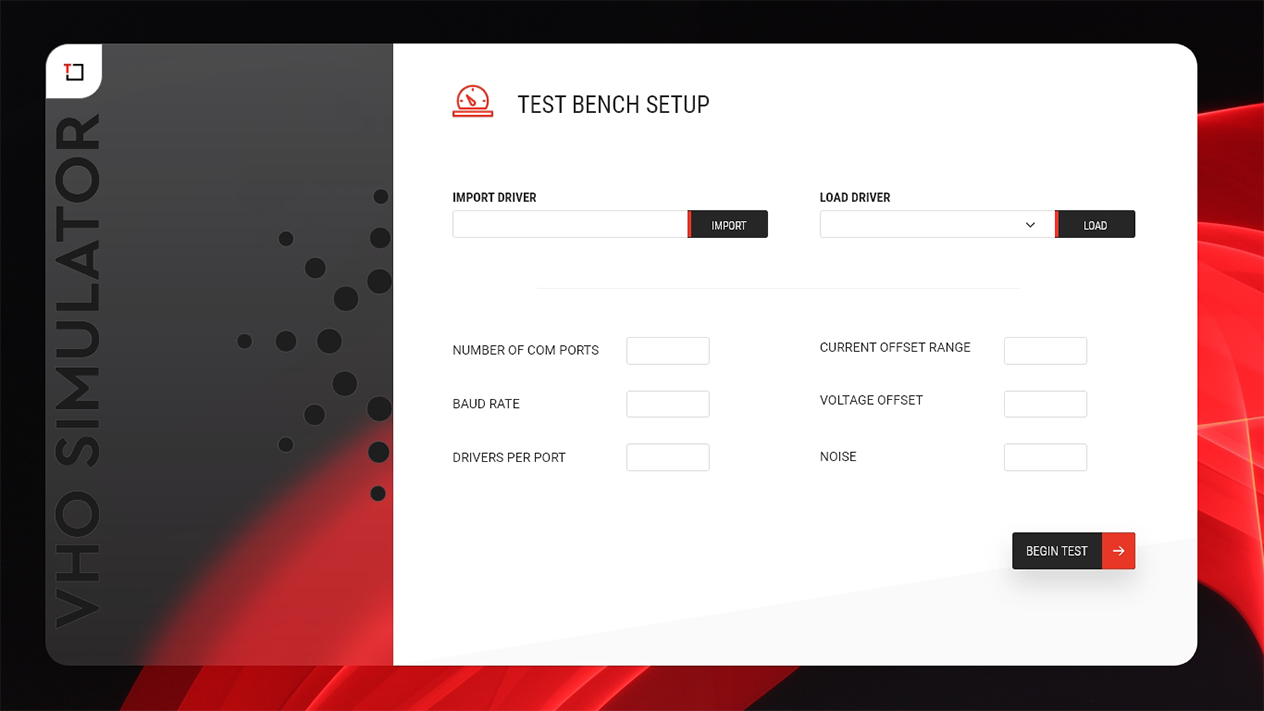 VHO SIMULATOR
TEST BENCH SETUP
IMPORT DRIVER
IMPORT
LOAD DRIVER
LOAD
NUMBER OF COM PORTS
CURRENT OFFSET RANGE
BAUD RATE
VOLTAGE OFFSET
DRIVERS PER PORT
NOISE
BEGIN TEST